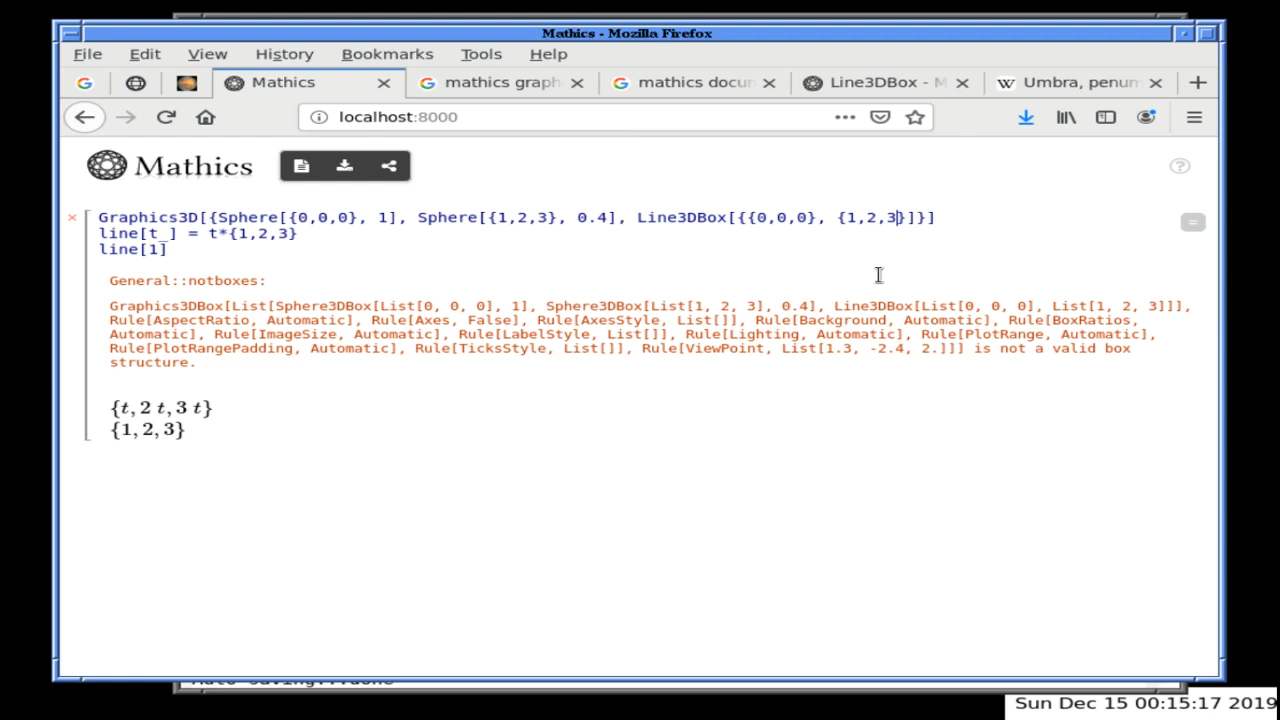 Mathics - Mozilla Firefox
File Edit View History Bookmarks Tools Help
Mathics mathics graph mathics docun Line3DBox - M Umbra, penum
localhost:8000
Mathics
Graphics3D[{Sphere[{0,0,0}, 1], Sphere[{1,2,3}, 0.4], Line3DBox[{{0,0,0}, {1,2,3}]}]
line[t_] = t*{1,2,3}
line[1]
General::notboxes:
Graphics3DBox[List[Sphere3DBox[List[0, 0, 0], 1], Sphere3DBox[List[1, 2, 3], 0.4], Line3DBox[List[0, 0, 0], List[1, 2, 3]]],
Rule[AspectRatio, Automatic], Rule[Axes, False], Rule[AxesStyle, List[]], Rule[Background, Automatic], Rule[BoxRatios,
Automatic], Rule[ImageSize, Automatic], Rule[LabelStyle, List[]], Rule[Lighting, Automatic], Rule[PlotRange, Automatic],
Rule[PlotRangePadding, Automatic], Rule[TicksStyle, List[]], Rule[ViewPoint, List[1.3, -2.4, 2.]]] is not a valid box
structure.
{t, 2 t, 3 t}
{1, 2, 3}
Sun Dec 15 00:15:17 2019